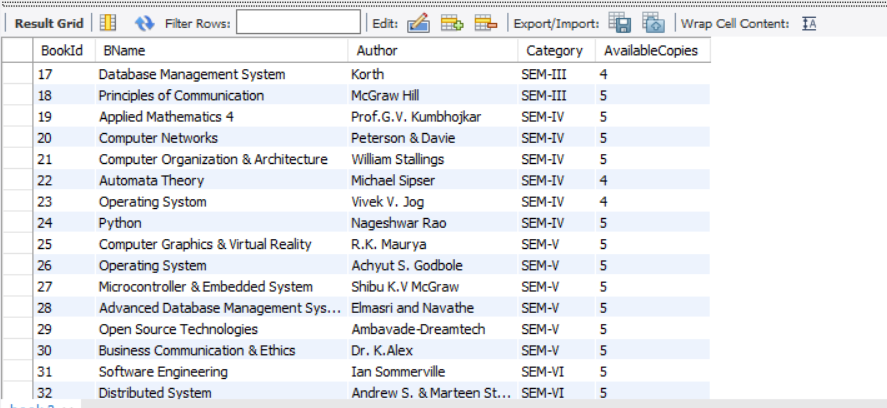 Result Grid Filter Rows: Edit: Export/Import: Wrap Cell Content:
BookId BName Author Category AvailableCopies
17 Database Management System Korth SEM-III 4
18 Principles of Communication McGraw Hill SEM-III 5
19 Applied Mathematics 4 Prof.G.V. Kumbhojkar SEM-IV 5
20 Computer Networks Peterson & Davie SEM-IV 5
21 Computer Organization & Architecture William Stallings SEM-IV 5
22 Automata Theory Michael Sipser SEM-IV 4
23 Operating Systom Vivek V. Jog SEM-IV 4
24 Python Nageshwar Rao SEM-IV 5
25 Computer Graphics & Virtual Reality R.K. Maurya SEM-V 5
26 Operating System Achyut S. Godbole SEM-V 5
27 Microcontroller & Embedded System Shibu K.V McGraw SEM-V 5
28 Advanced Database Management Sys... Elmasri and Navathe SEM-V 5
29 Open Source Technologies Ambavade-Dreamtech SEM-V 5
30 Business Communication & Ethics Dr. K.Alex SEM-V 5
31 Software Engineering Ian Sommerville SEM-VI 5
32 Distributed System Andrew S. & Marteen St... SEM-VI 5